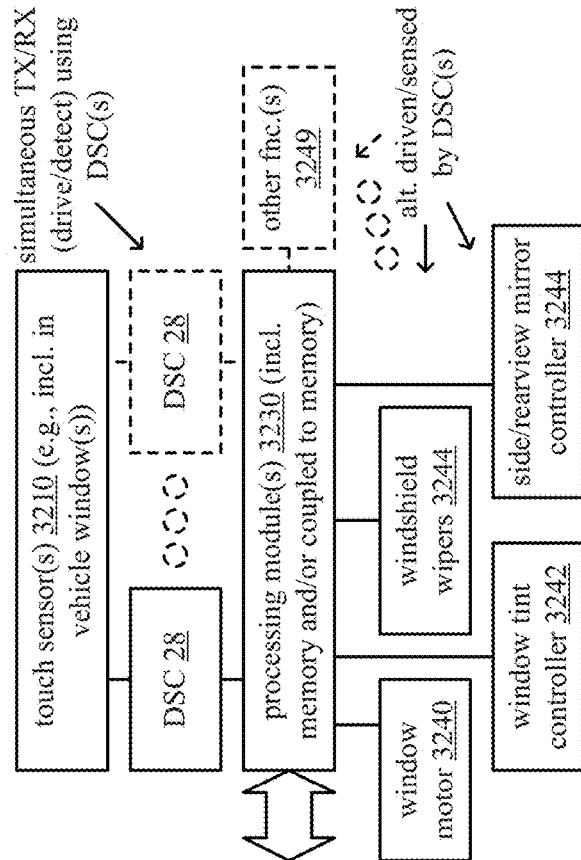 touch sensor(s) 3210 (e.g., incl. in
vehicle window(s))
simultaneous TX/RX
(drive/detect) using
DSC(s)
DSC 28
DSC 28
processing module(s) 3230 (incl.
memory and/or coupled to memory)
other fnc.(s)
3249
window
motor 3240
windshield
wipers 3244
alt. driven/sensed
by DSC(s)
window tint
controller 3242
side/rearview mirror
controller 3244